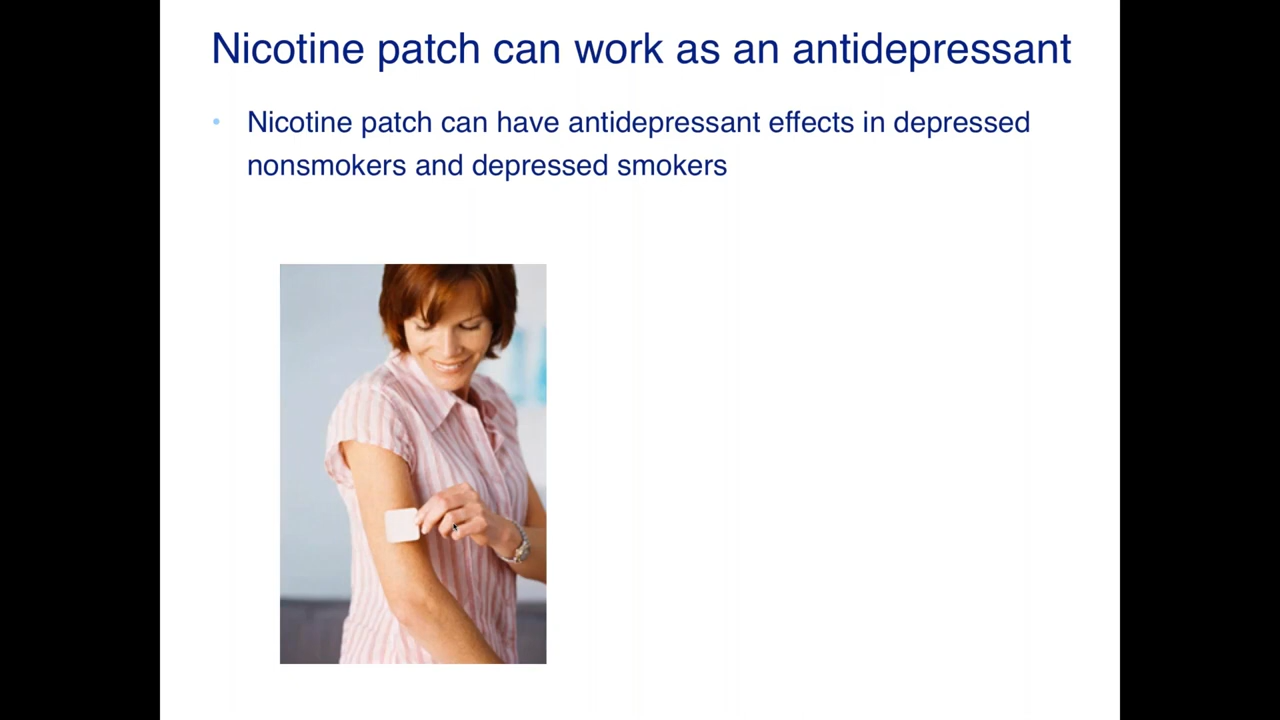 Nicotine patch can work as an antidepressant
• Nicotine patch can have antidepressant effects in depressed
nonsmokers and depressed smokers